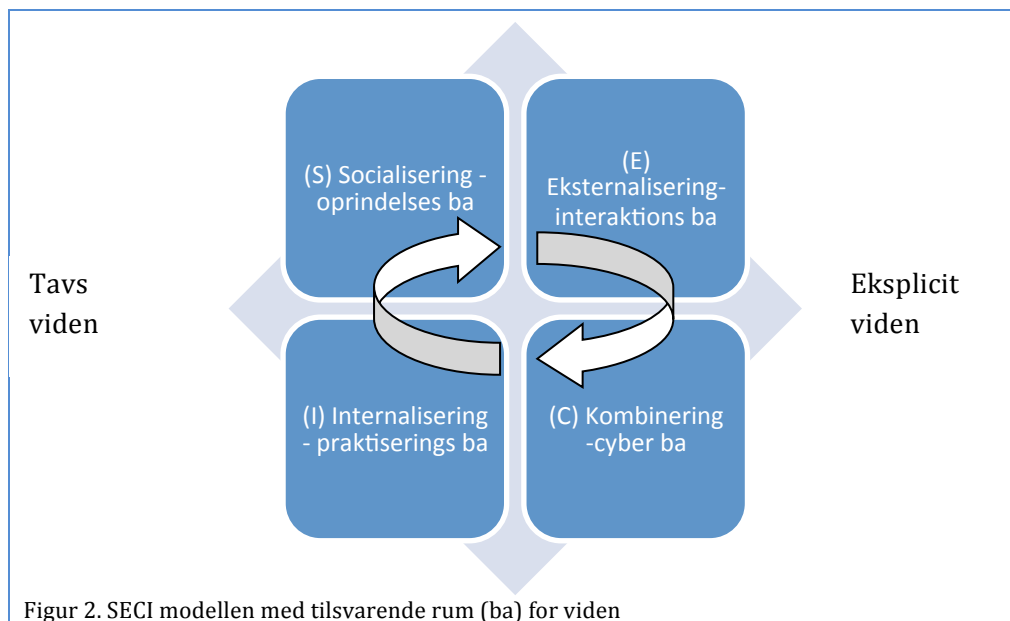 (S) Socialisering -
oprindelses ba
(E)
Eksternalisering-
interaktions ba
Tavs
viden
Eksplicit
viden
(I) Internalisering
- praktiserings ba
(C) Kombinering
-cyber ba
Figur 2. SECI modellen med tilsvarende rum (ba) for viden